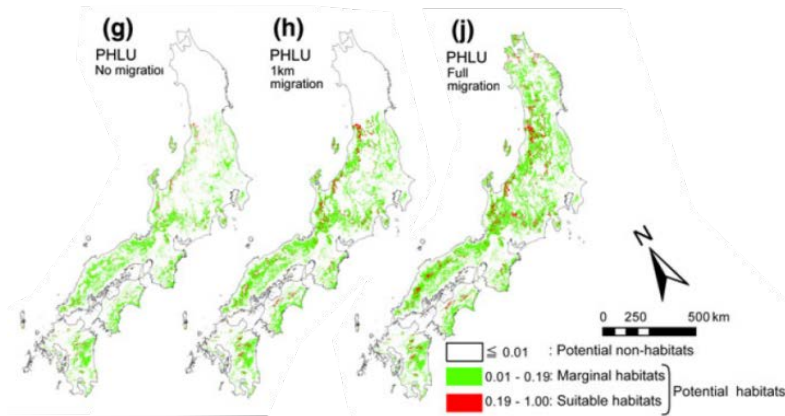 (g)
PHLU
No migration
(h)
PHLU
1km
migration
(j)
PHLU
Full
migration
N
0 250 500 km
≦ 0.01 : Potential non-habitats
0.01 - 0.19: Marginal habitats
0.19 - 1.00: Suitable habitats
Potential habitats